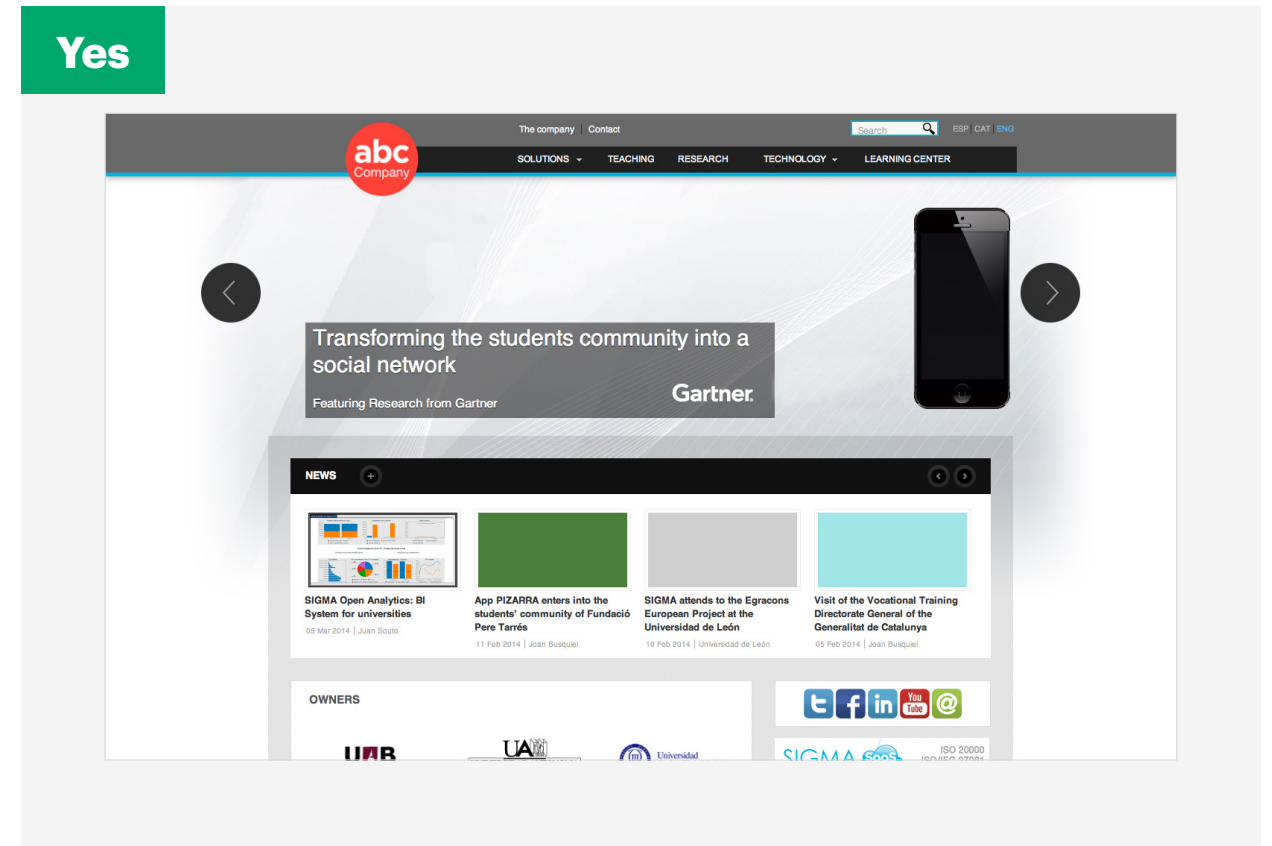 Yes
The company
Contact
Search
ESP CAT ENG
abc
Company
SOLUTIONS
TEACHING
RESEARCH
TECHNOLOGY
LEARNING CENTER
Transforming the students community into a
social network
Featuring Research from Gartner
Gartner.
NEWS
SIGMA Open Analytics: BI
System for universities
05 Mar 2014 | Juan Souto
App PIZARRA enters into the
students' community of Fundació
Pere Tarrés
11 Feb 2014 | Joan Busquiel
SIGMA attends to the Egracons
European Project at the
Universidad de León
10 Feb 2014 | Universidad de León
Visit of the Vocational Training
Directorate General of the
Generalitat de Catalunya
05 Feb 2014 | Joan Busquiel
OWNERS
You
Tube
UAB
UAM
Universidad
SIGMA SaaS
ISO 20000
ISO/IEC 27001